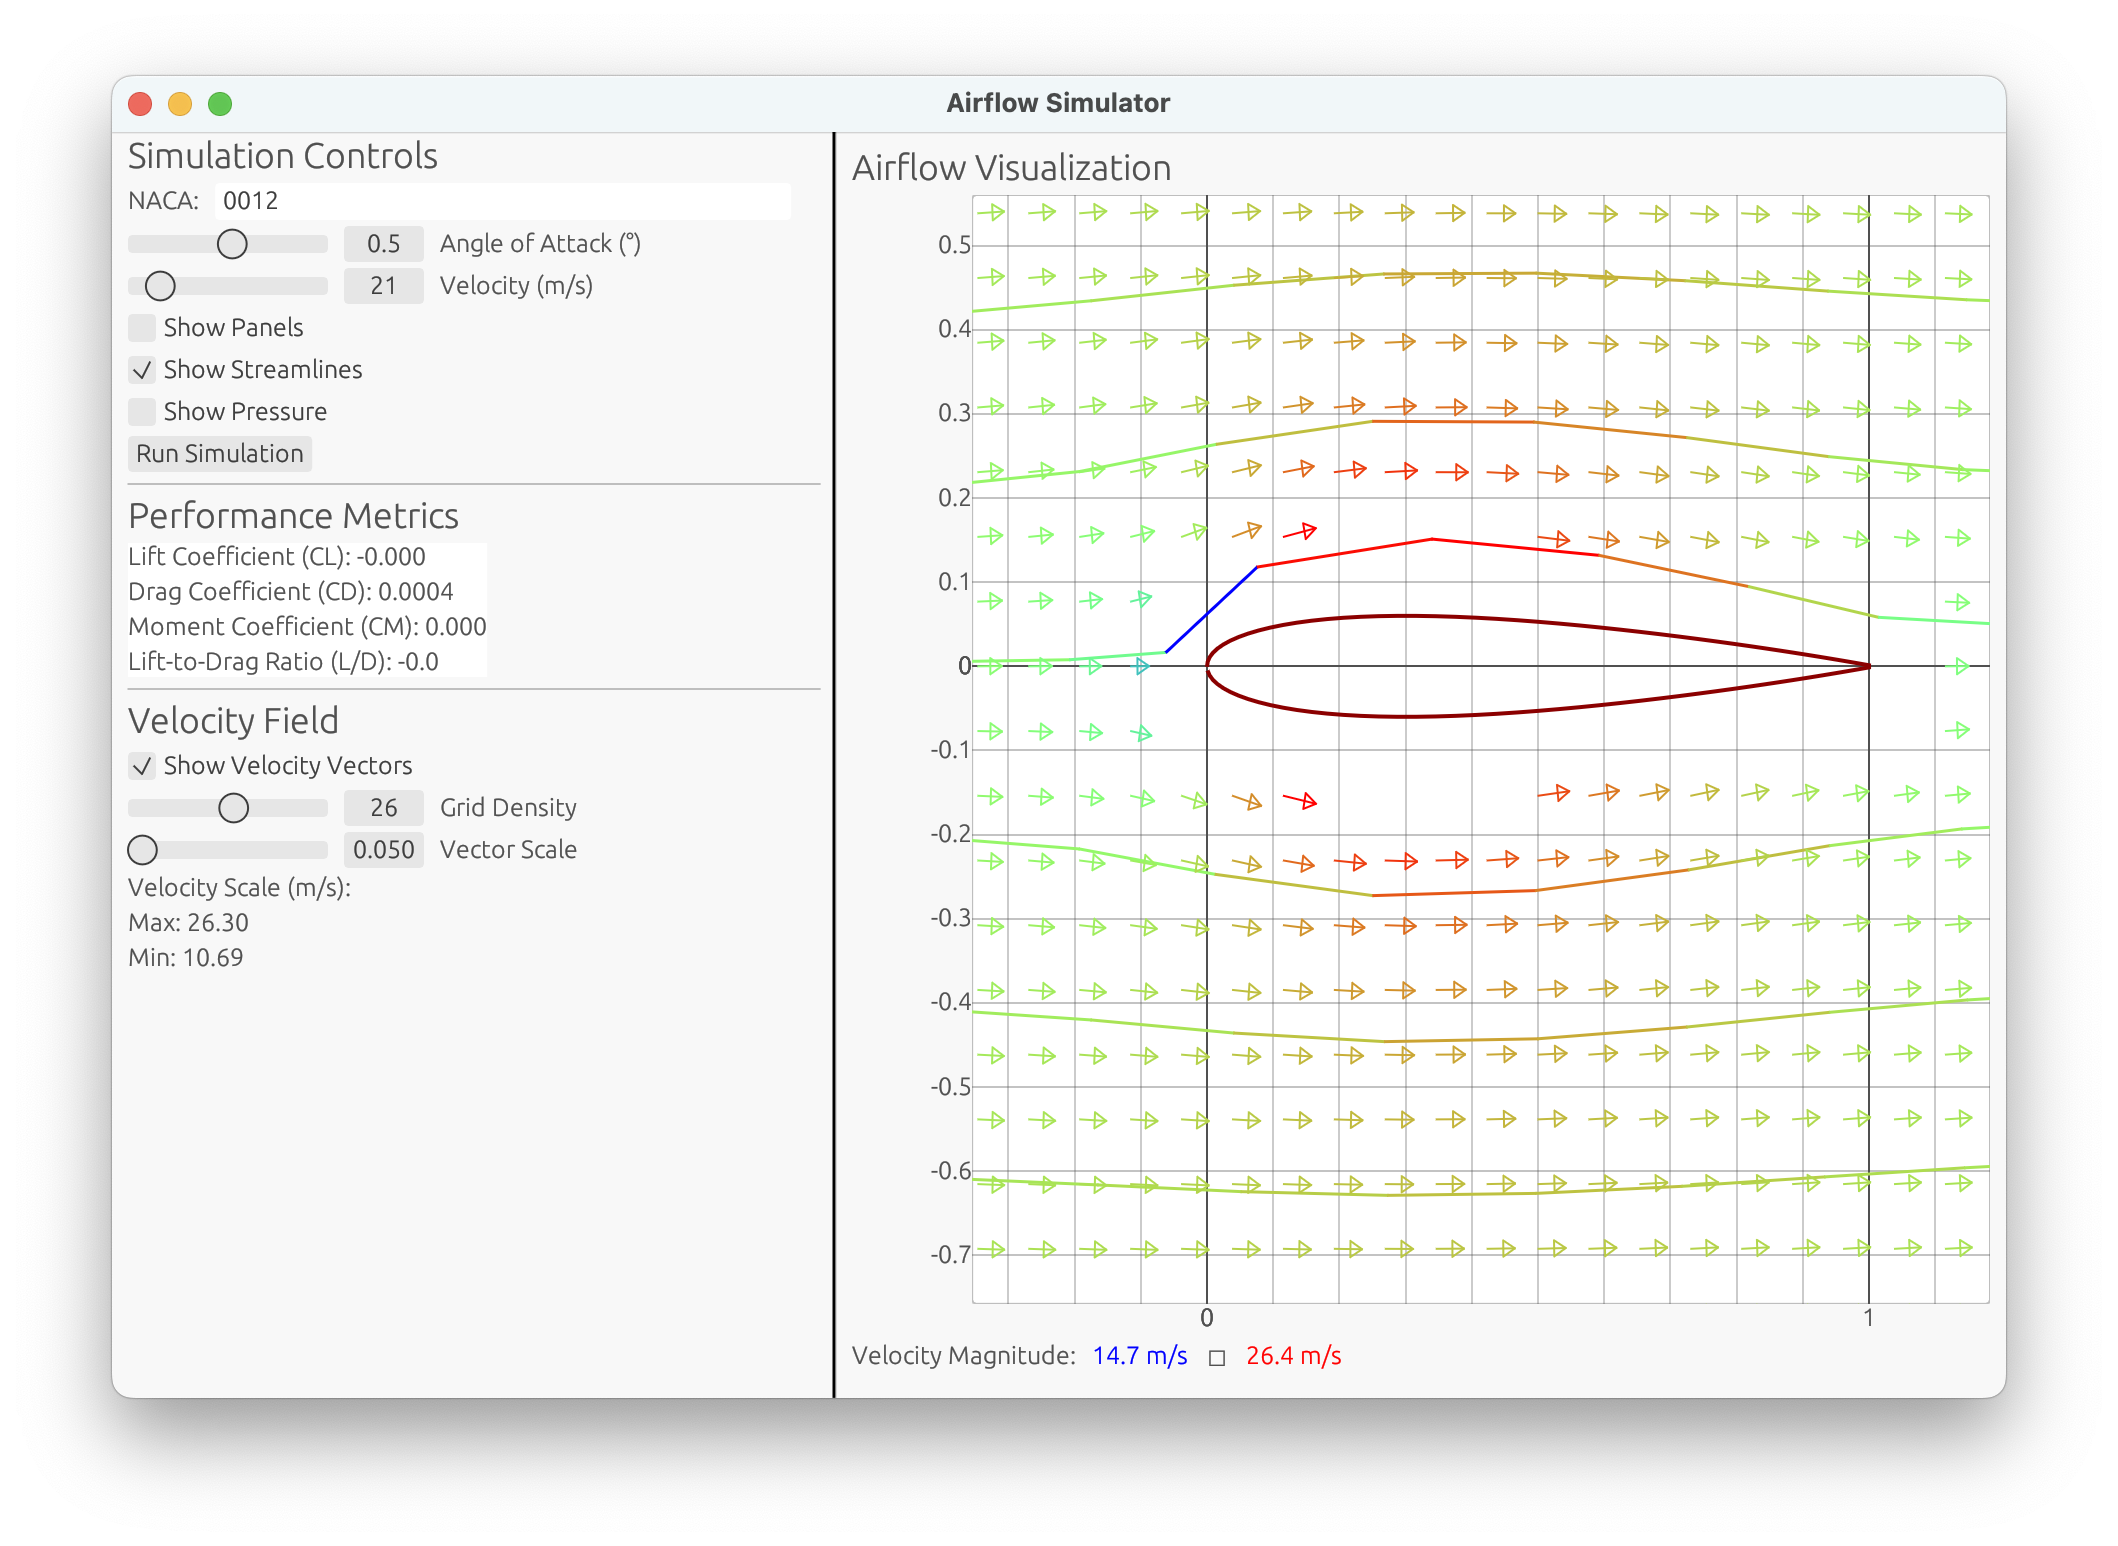 Airflow Simulator
Simulation Controls
NACA: 0012
0.5 Angle of Attack (°)
21 Velocity (m/s)
Show Panels
Show Streamlines
Show Pressure
Run Simulation
Performance Metrics
Lift Coefficient (CL): -0.000
Drag Coefficient (CD): 0.0004
Moment Coefficient (CM): 0.000
Lift-to-Drag Ratio (L/D): -0.0
Velocity Field
Show Velocity Vectors
26 Grid Density
0.050 Vector Scale
Velocity Scale (m/s):
Max: 26.30
Min: 10.69
Airflow Visualization
0.5
0.4
0.3
0.2
0.1
0
-0.1
-0.2
-0.3
-0.4
-0.5
-0.6
-0.7
0 1
Velocity Magnitude: 14.7 m/s □ 26.4 m/s